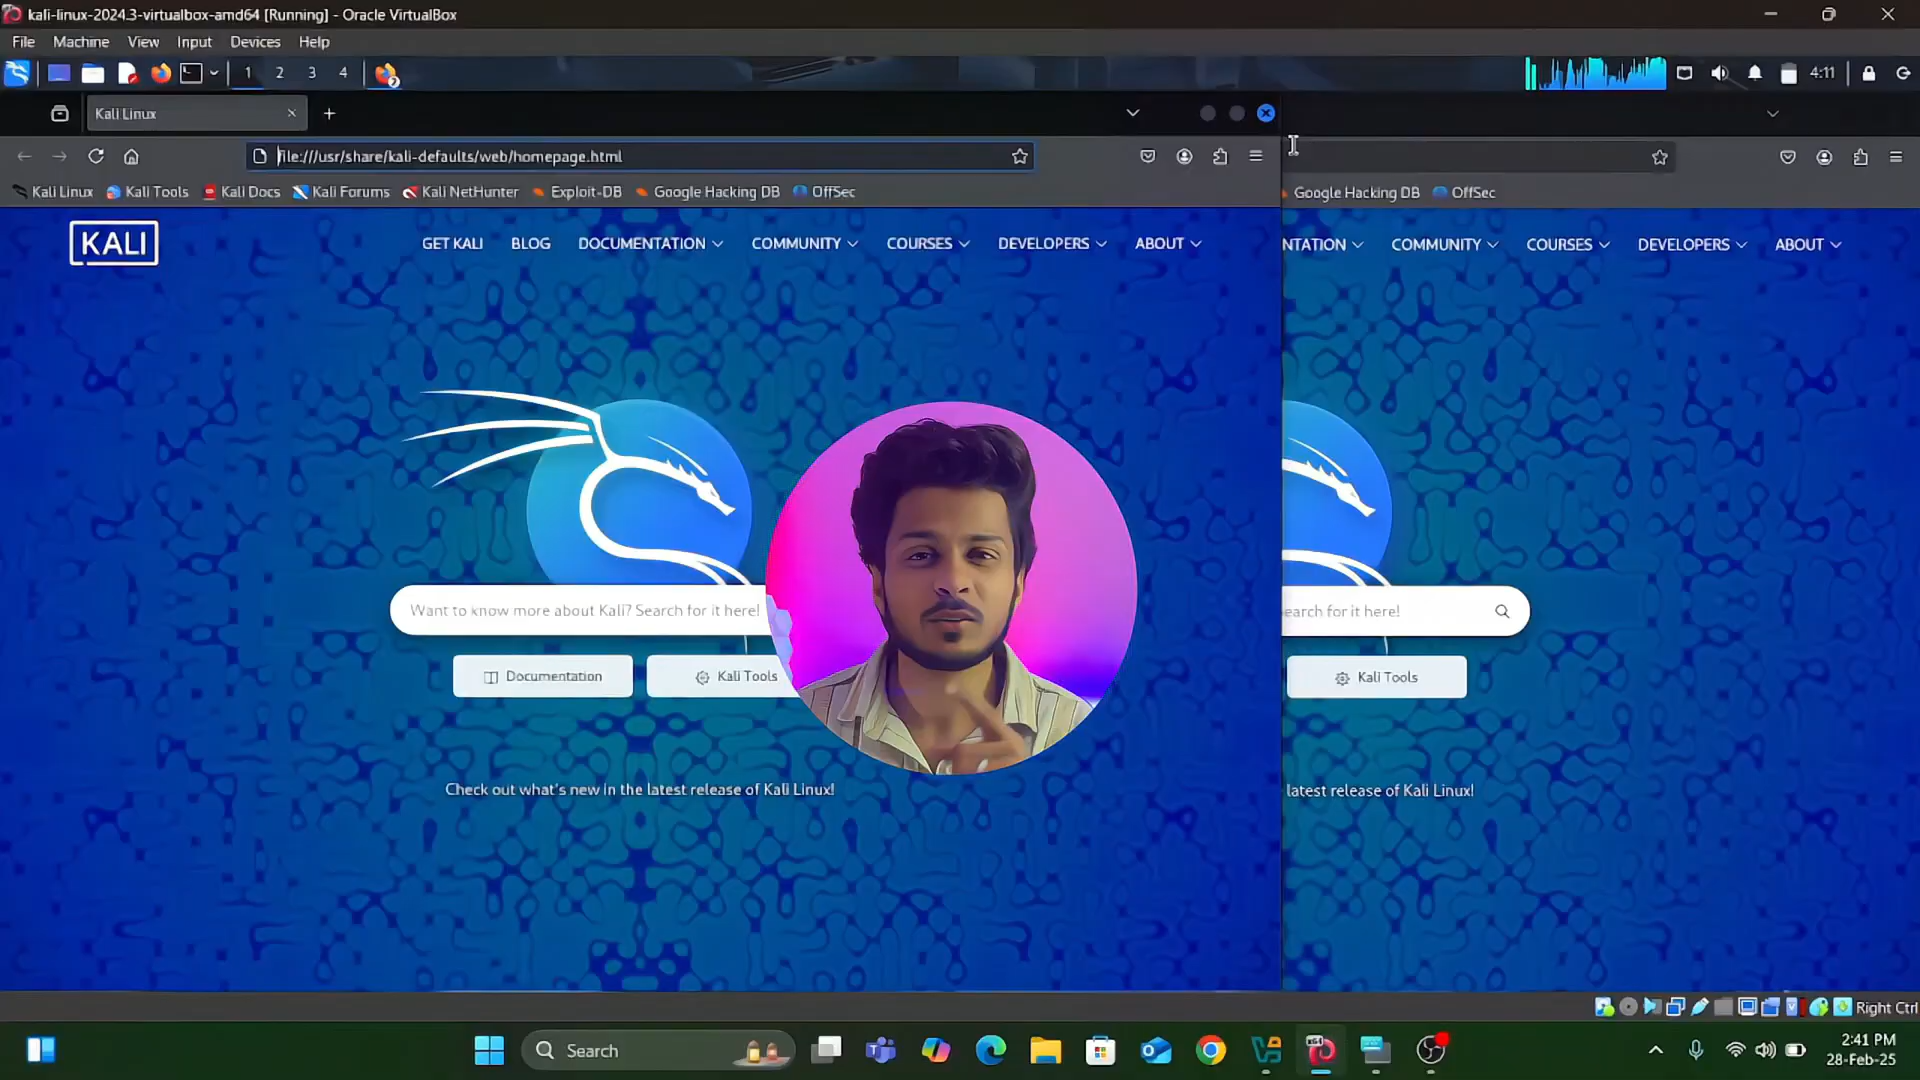 kali-linux-2024.3-virtualbox-amd64 [Running] - Oracle VirtualBox
File Machine View Input Devices Help
1 2 3 4 2 4:11
Kali Linux
file:///usr/share/kali-defaults/web/homepage.html
Kali Linux Kali Tools Kali Docs Kali Forums Kali NetHunter Exploit-DB Google Hacking DB OffSec Google Hacking DB OffSec
KALI GET KALI BLOG DOCUMENTATION COMMUNITY COURSES DEVELOPERS ABOUT NTATION COMMUNITY COURSES DEVELOPERS ABOUT
Want to know more about Kali? Search for it here! earch for it here!
Documentation Kali Tools Kali Tools
Check out what's new in the latest release of Kali Linux! latest release of Kali Linux!
Right Ctrl
Search
2:41 PM
28-Feb-25